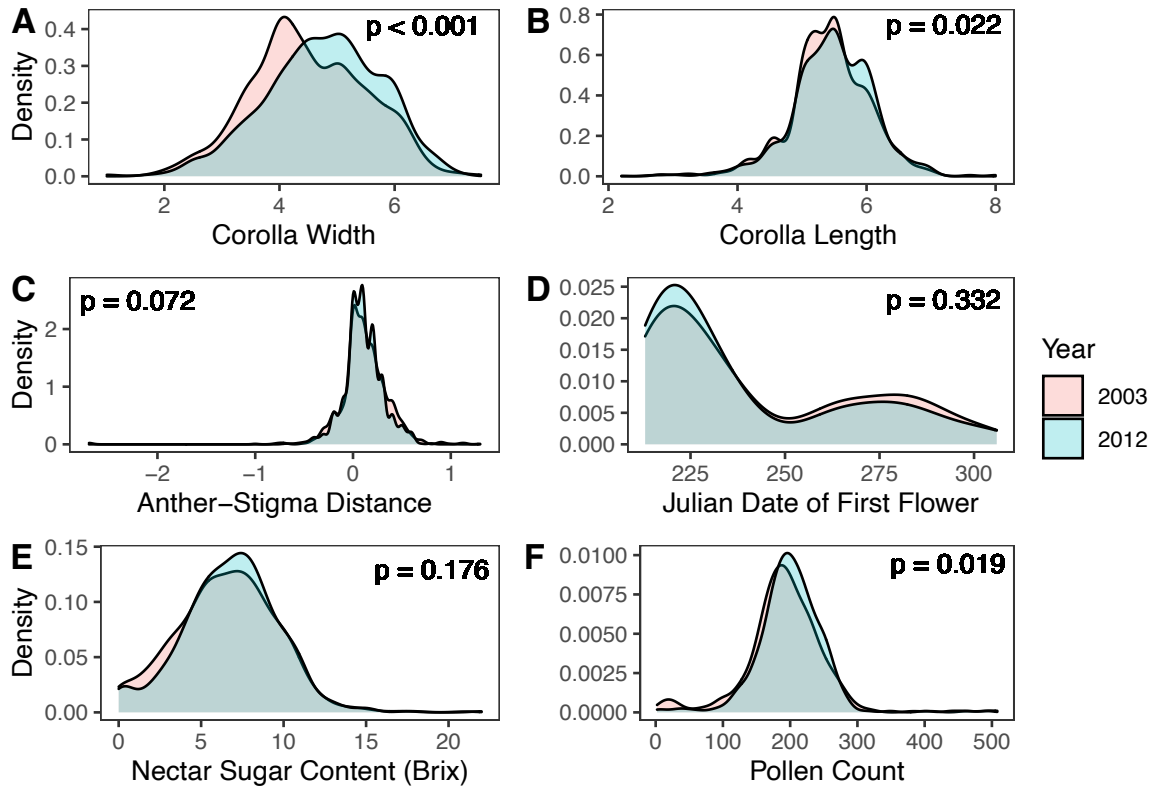 A
p < 0.001
Density
0.4
0.3
0.2
0.1
0.0
2 4 6
Corolla Width
B
p = 0.022
0.8
0.6
0.4
0.2
0.0
2 4 6 8
Corolla Length
C
p = 0.072
Density
2
1
0
−2 −1 0 1
Anther−Stigma Distance
D
p = 0.332
0.025
0.020
0.015
0.010
0.005
0.000
225 250 275 300
Julian Date of First Flower
Year
2003
2012
E
p = 0.176
Density
0.15
0.10
0.05
0.00
0 5 10 15 20
Nectar Sugar Content (Brix)
F
p = 0.019
0.0100
0.0075
0.0050
0.0025
0.0000
0 100 200 300 400 500
Pollen Count